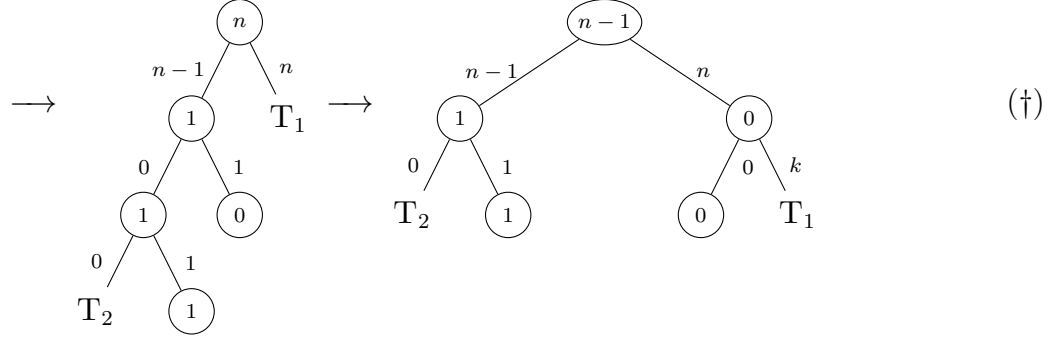 n n − 1
n − 1 n n − 1 n
⟶ 1 T₁ ⟶ 1 0 (†)
0 1 0 1 0 k
1 0 T₂ 1 0 T₁
0 1
T₂ 1